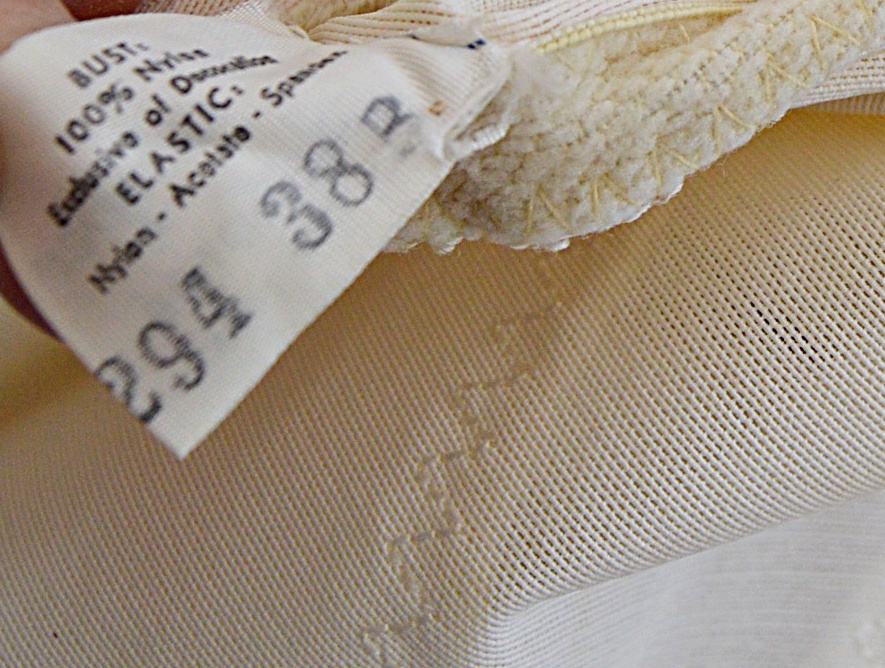 BUST:
100% Nylon
Exclusive of Decoration
ELASTIC:
Nylon - Acetate - Spandex
294 38 B